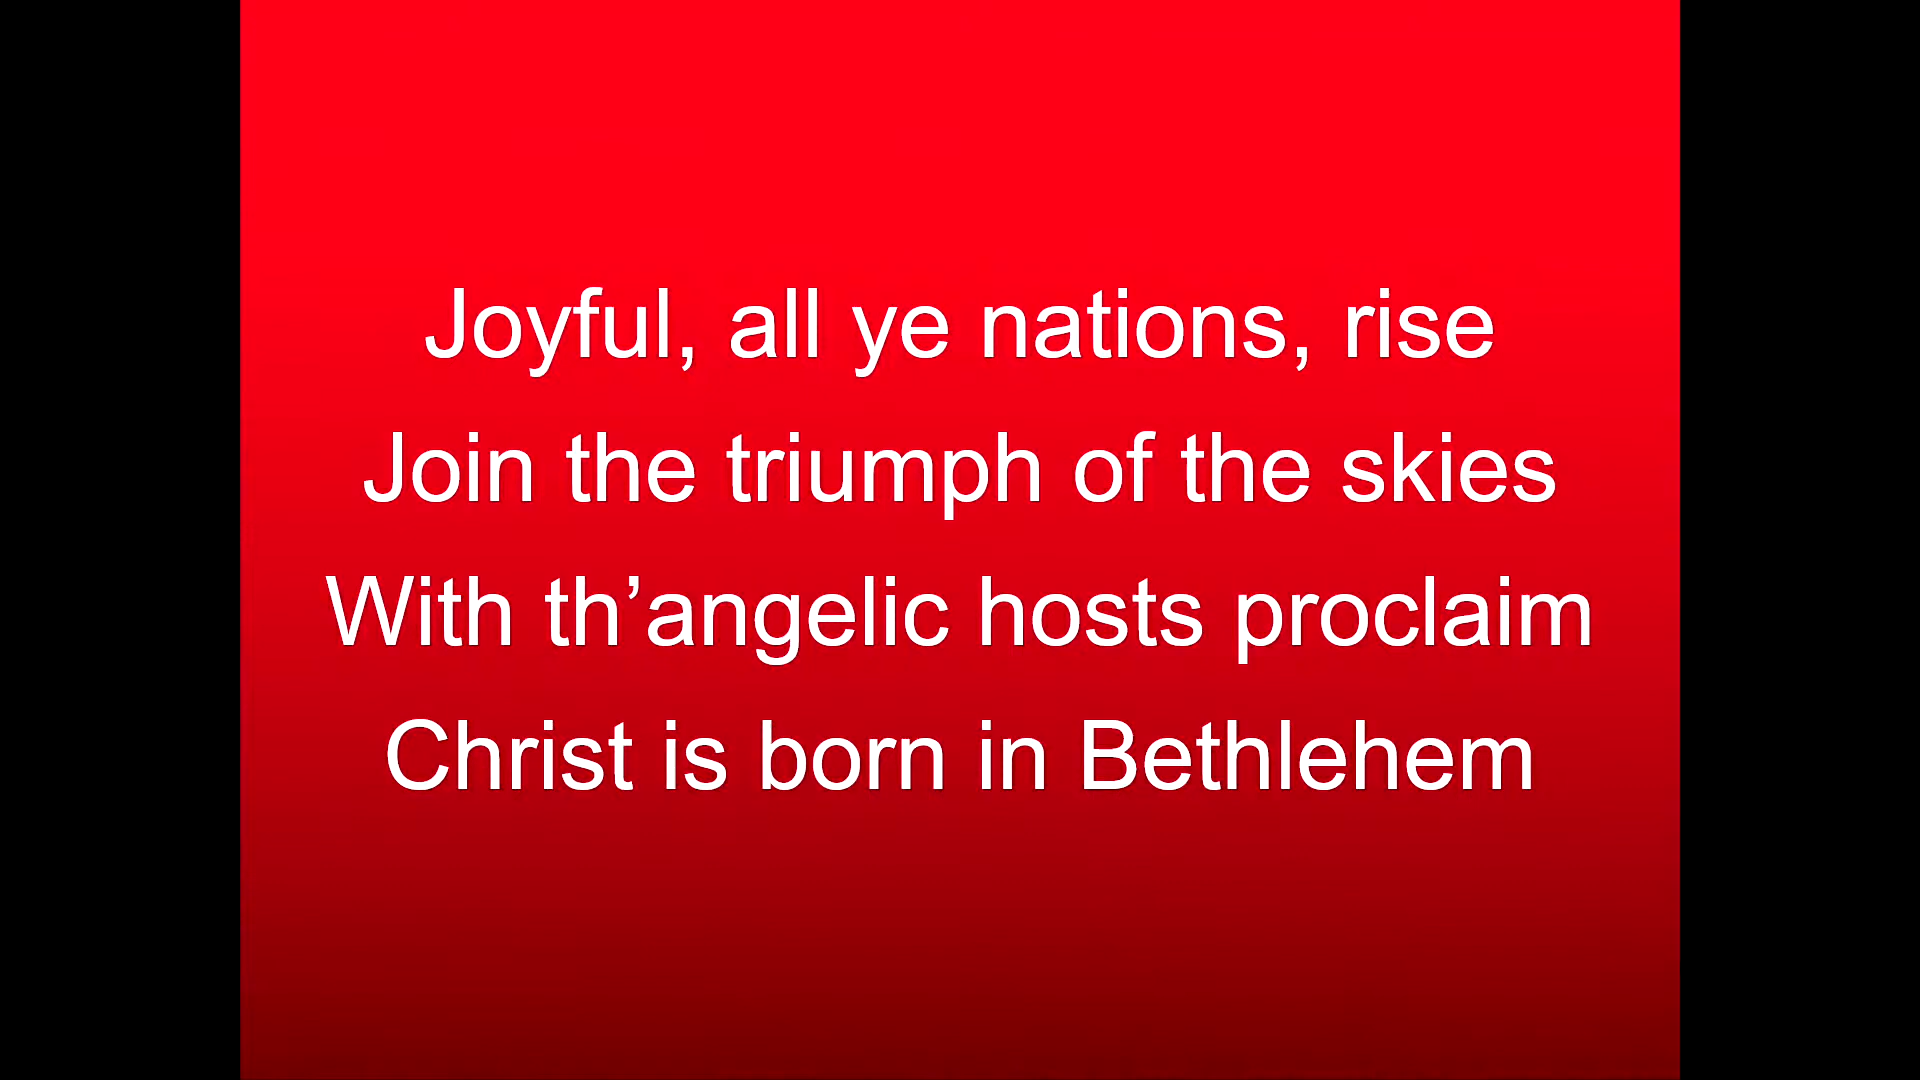 Joyful, all ye nations, rise
Join the triumph of the skies
With th’angelic hosts proclaim
Christ is born in Bethlehem